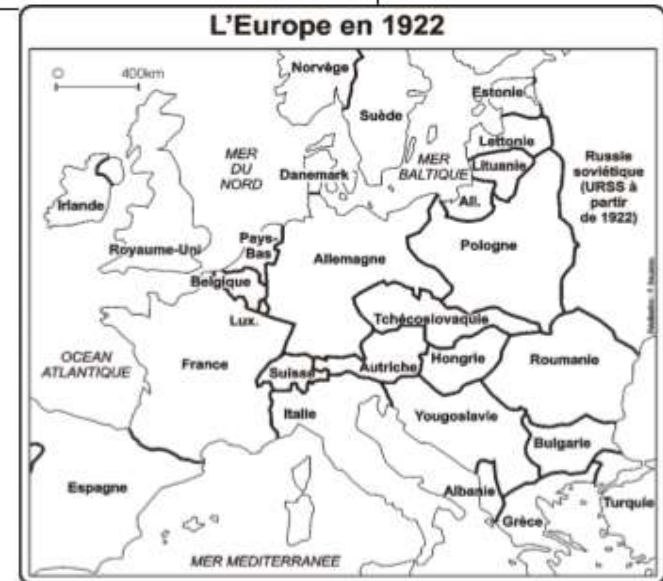 L'Europe en 1922
0 400km
Norvège
Suède
Estonie
Lettonie
Lituanie
Russie
soviétique
(URSS à
partir
de 1922)
MER
DU
NORD
Danemark
MER
BALTIQUE
All.
Irlande
Royaume-Uni
Pays-
Bas
Allemagne
Pologne
Belgique
Lux.
Tchécoslovaquie
OCEAN
ATLANTIQUE
France
Suisse
Autriche
Hongrie
Roumanie
Italie
Yougoslavie
Bulgarie
Espagne
Albanie
Grèce
Turquie
MER MEDITERRANEE